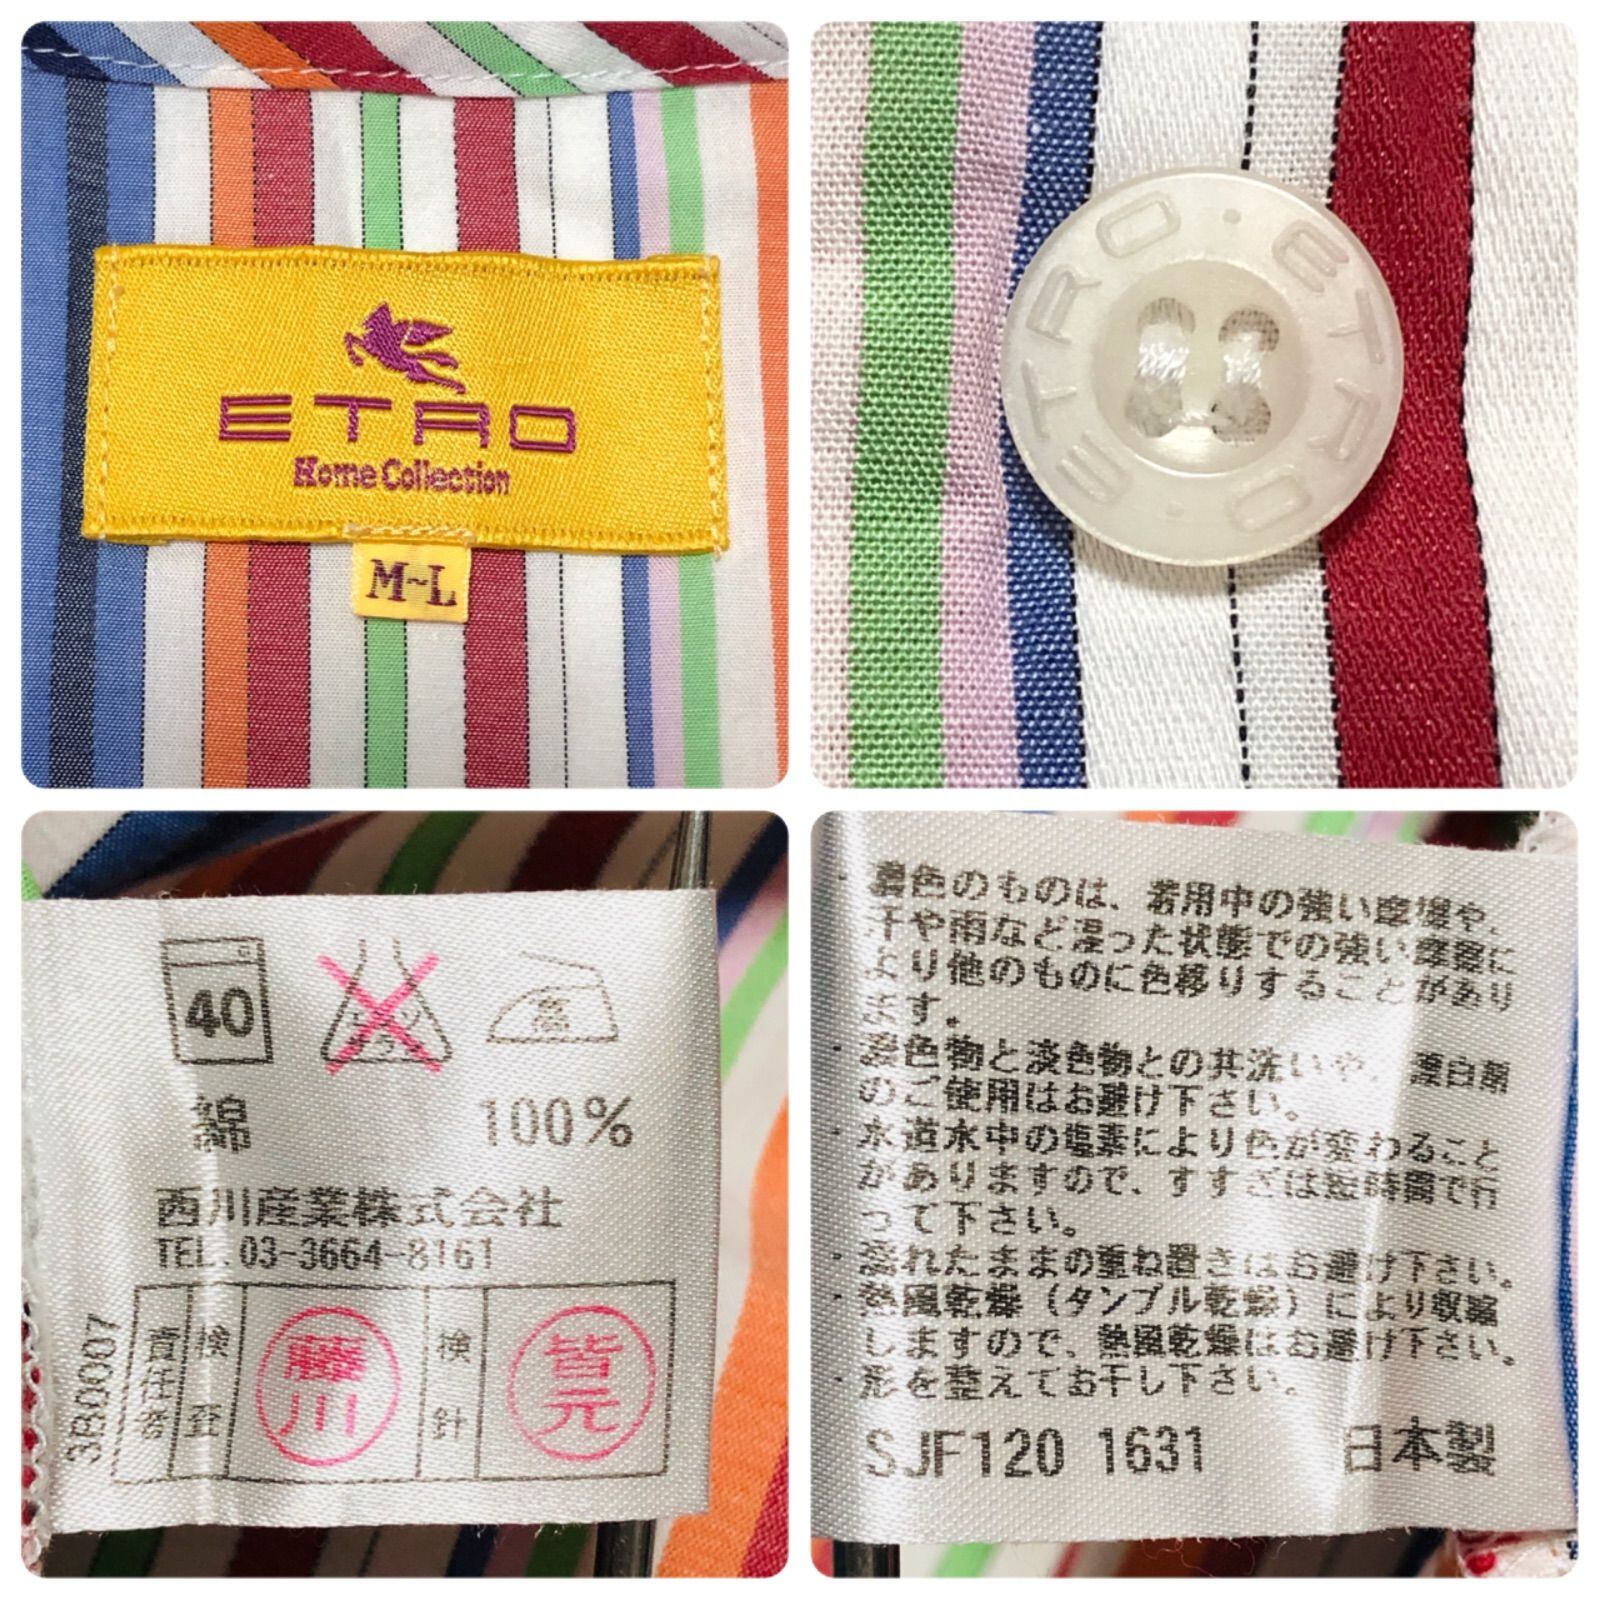 ETRO
Home Collection
M~L
ETRO · ETRO ·
40
綿 100%
西川産業株式会社
TEL.03-3664-8161
3B0007
検
藤川
検針
皆元
色のものは、着用中の強い摩擦や、
汗や雨など湿った状態での強い摩擦に
より他のものに色移りすることがあり
ます。
・濃色物と淡色物との共洗いや、漂白剤
のご使用はお避け下さい。
・水道水中の塩素により色が変わること
がありますので、すすぎは短時間で行
って下さい。
・濡れたままの重ね置きはお避け下さい。
・熱風乾燥(タンブル乾燥)により収縮
しますので、熱風乾燥はお避け下さい。
・形を整えてお干し下さい。
SJF120 1631 日本製